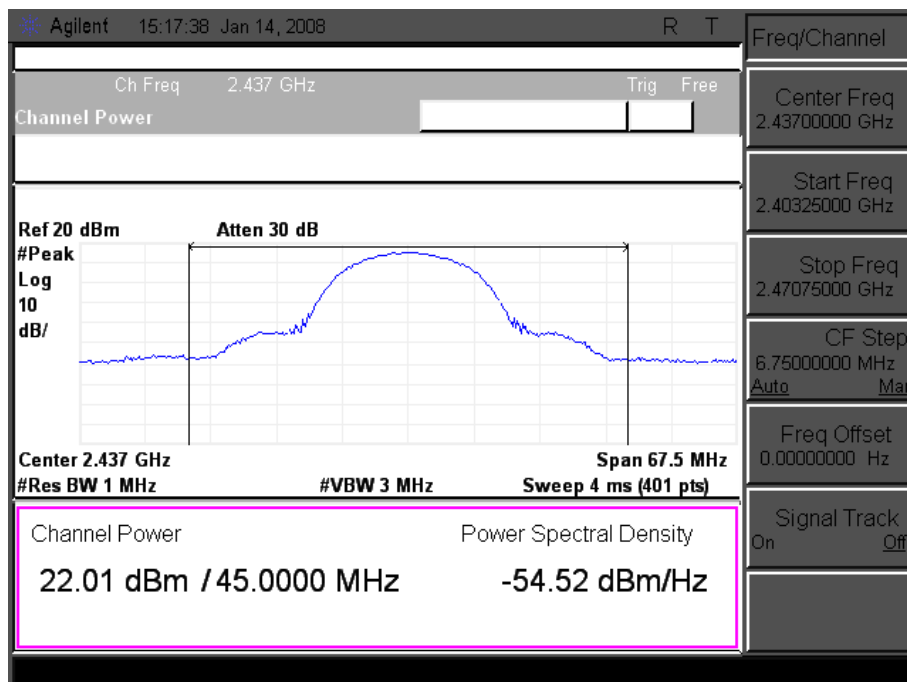 Agilent 15:17:38 Jan 14, 2008 R T
Ch Freq 2.437 GHz Trig Free
Channel Power
Ref 20 dBm Atten 30 dB
#Peak
Log
10
dB/
Center 2.437 GHz Span 67.5 MHz
#Res BW 1 MHz #VBW 3 MHz Sweep 4 ms (401 pts)
Channel Power Power Spectral Density
22.01 dBm / 45.0000 MHz -54.52 dBm/Hz
Freq/Channel
Center Freq
2.43700000 GHz
Start Freq
2.40325000 GHz
Stop Freq
2.47075000 GHz
CF Step
6.75000000 MHz
Auto Man
Freq Offset
0.00000000 Hz
Signal Track
On Off